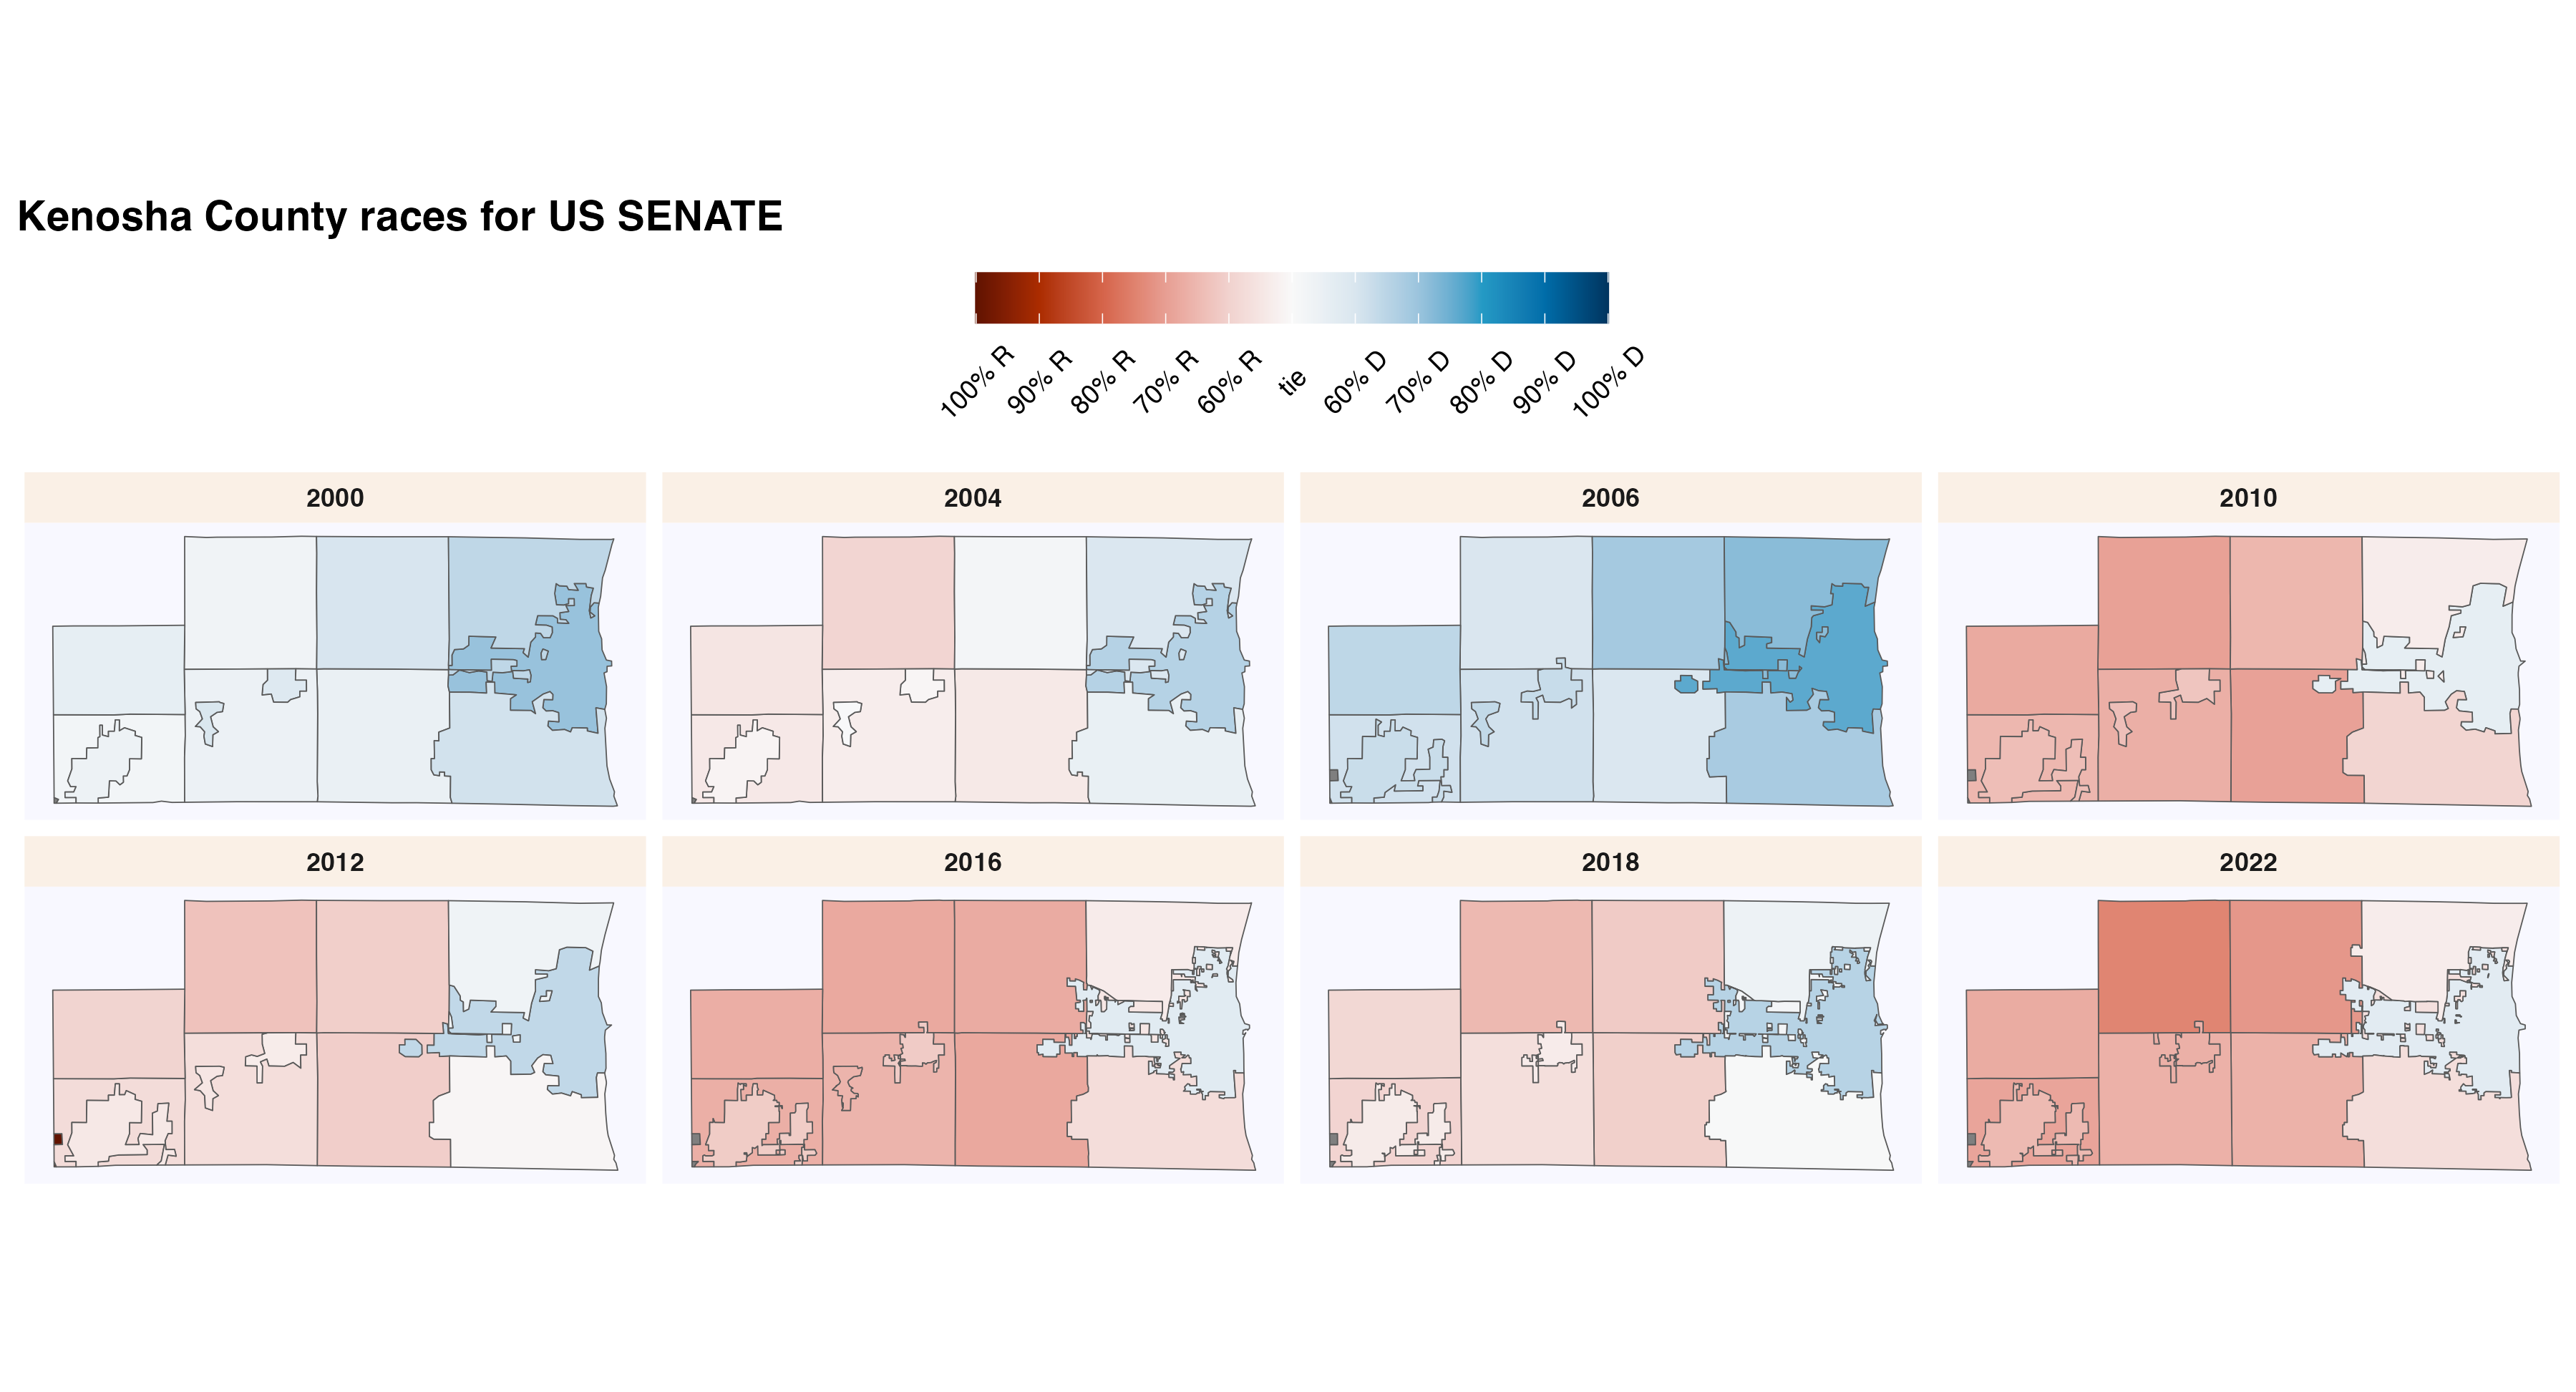 Kenosha County races for US SENATE
100% R
90% R
80% R
70% R
60% R
tie
60% D
70% D
80% D
90% D
100% D
2000
2004
2006
2010
2012
2016
2018
2022